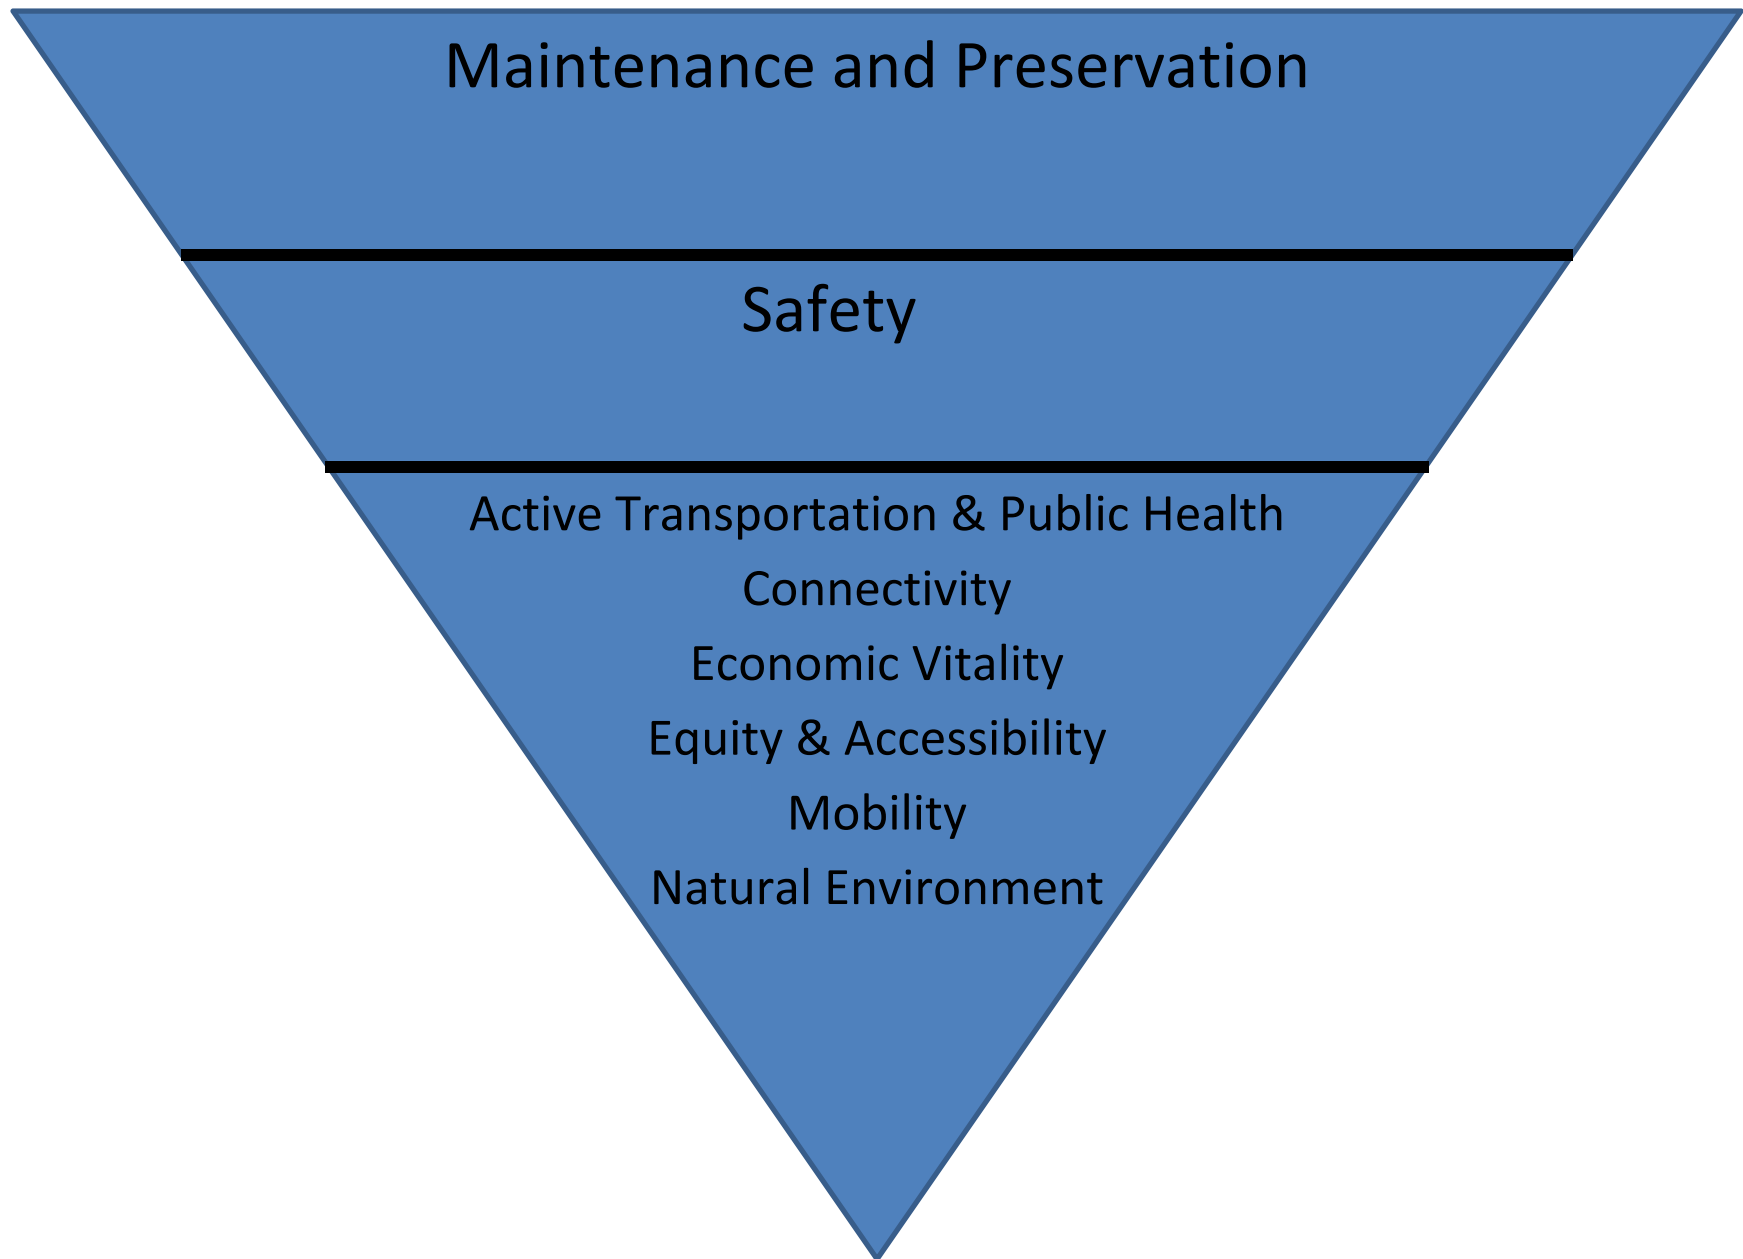 Maintenance and Preservation
Safety
Active Transportation & Public Health
Connectivity
Economic Vitality
Equity & Accessibility
Mobility
Natural Environment